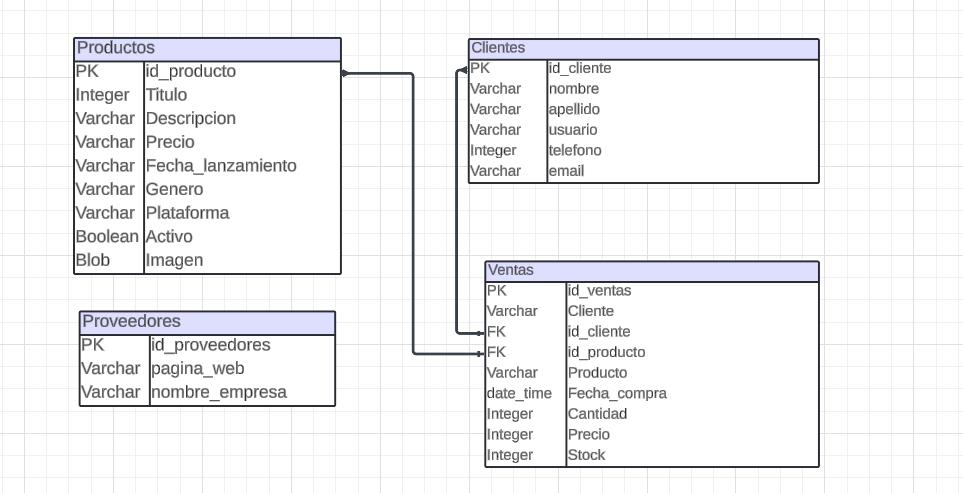 Productos
PK id_producto
Integer Titulo
Varchar Descripcion
Varchar Precio
Varchar Fecha_lanzamiento
Varchar Genero
Varchar Plataforma
Boolean Activo
Blob Imagen
Proveedores
PK id_proveedores
Varchar pagina_web
Varchar nombre_empresa
Clientes
PK id_cliente
Varchar nombre
Varchar apellido
Varchar usuario
Integer telefono
Varchar email
Ventas
PK id_ventas
Varchar Cliente
FK id_cliente
FK id_producto
Varchar Producto
date_time Fecha_compra
Integer Cantidad
Integer Precio
Integer Stock